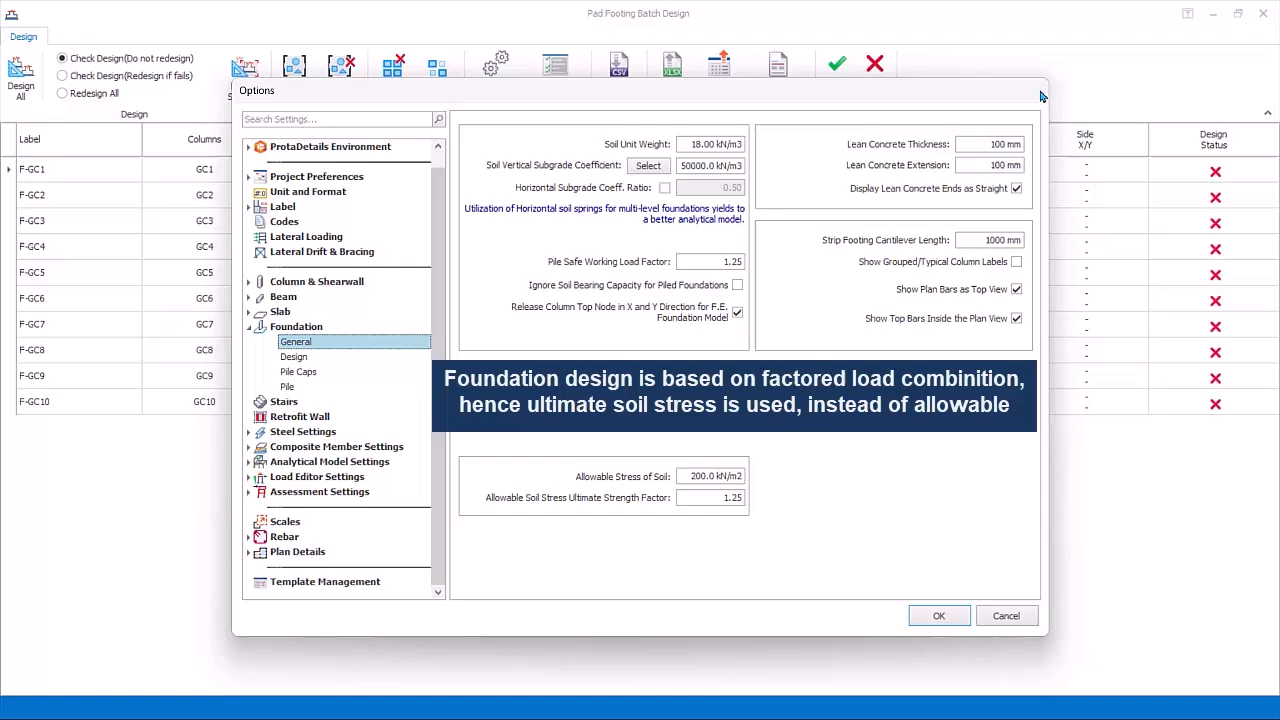 Pad Footing Batch Design
Design
Check Design(Do not redesign)
Check Design(Redesign if fails)
Redesign All
Design
All
Design
CSV
XLSX
Options
Search Settings...
Label
Columns
Side
X/Y
Design
Status
F-GC1
GC1
-
-
F-GC2
GC2
-
-
F-GC3
GC3
-
-
F-GC4
GC4
-
-
F-GC5
GC5
-
-
F-GC6
GC6
-
-
F-GC7
GC7
-
-
F-GC8
GC8
-
-
F-GC9
GC9
-
-
F-GC10
GC10
-
-
ProtaDetails Environment
Project Preferences
Unit and Format
Label
Codes
Lateral Loading
Lateral Drift & Bracing
Column & Shearwall
Beam
Slab
Foundation
General
Design
Pile Caps
Pile
Stairs
Retrofit Wall
Steel Settings
Composite Member Settings
Analytical Model Settings
Load Editor Settings
Assessment Settings
Scales
Rebar
Plan Details
Template Management
Soil Unit Weight: 18.00 kN/m3
Soil Vertical Subgrade Coefficient: Select 50000.0 kN/m3
Horizontal Subgrade Coeff. Ratio: 0.50
Utilization of Horizontal soil springs for multi-level foundations yields to
a better analytical model.
Pile Safe Working Load Factor: 1.25
Ignore Soil Bearing Capacity for Piled Foundations
Release Column Top Node in X and Y Direction for F.E.
Foundation Model
Lean Concrete Thickness: 100 mm
Lean Concrete Extension: 100 mm
Display Lean Concrete Ends as Straight
Strip Footing Cantilever Length: 1000 mm
Show Grouped/Typical Column Labels
Show Plan Bars as Top View
Show Top Bars Inside the Plan View
Foundation design is based on factored load combinition,
hence ultimate soil stress is used, instead of allowable
Allowable Stress of Soil: 200.0 kN/m2
Allowable Soil Stress Ultimate Strength Factor: 1.25
OK
Cancel